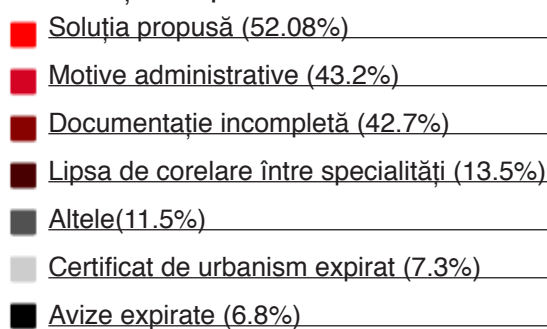 Soluția propusă (52.08%)
Motive administrative (43.2%)
Documentație incompletă (42.7%)
Lipsa de corelare între specialități (13.5%)
Altele(11.5%)
Certificat de urbanism expirat (7.3%)
Avize expirate (6.8%)